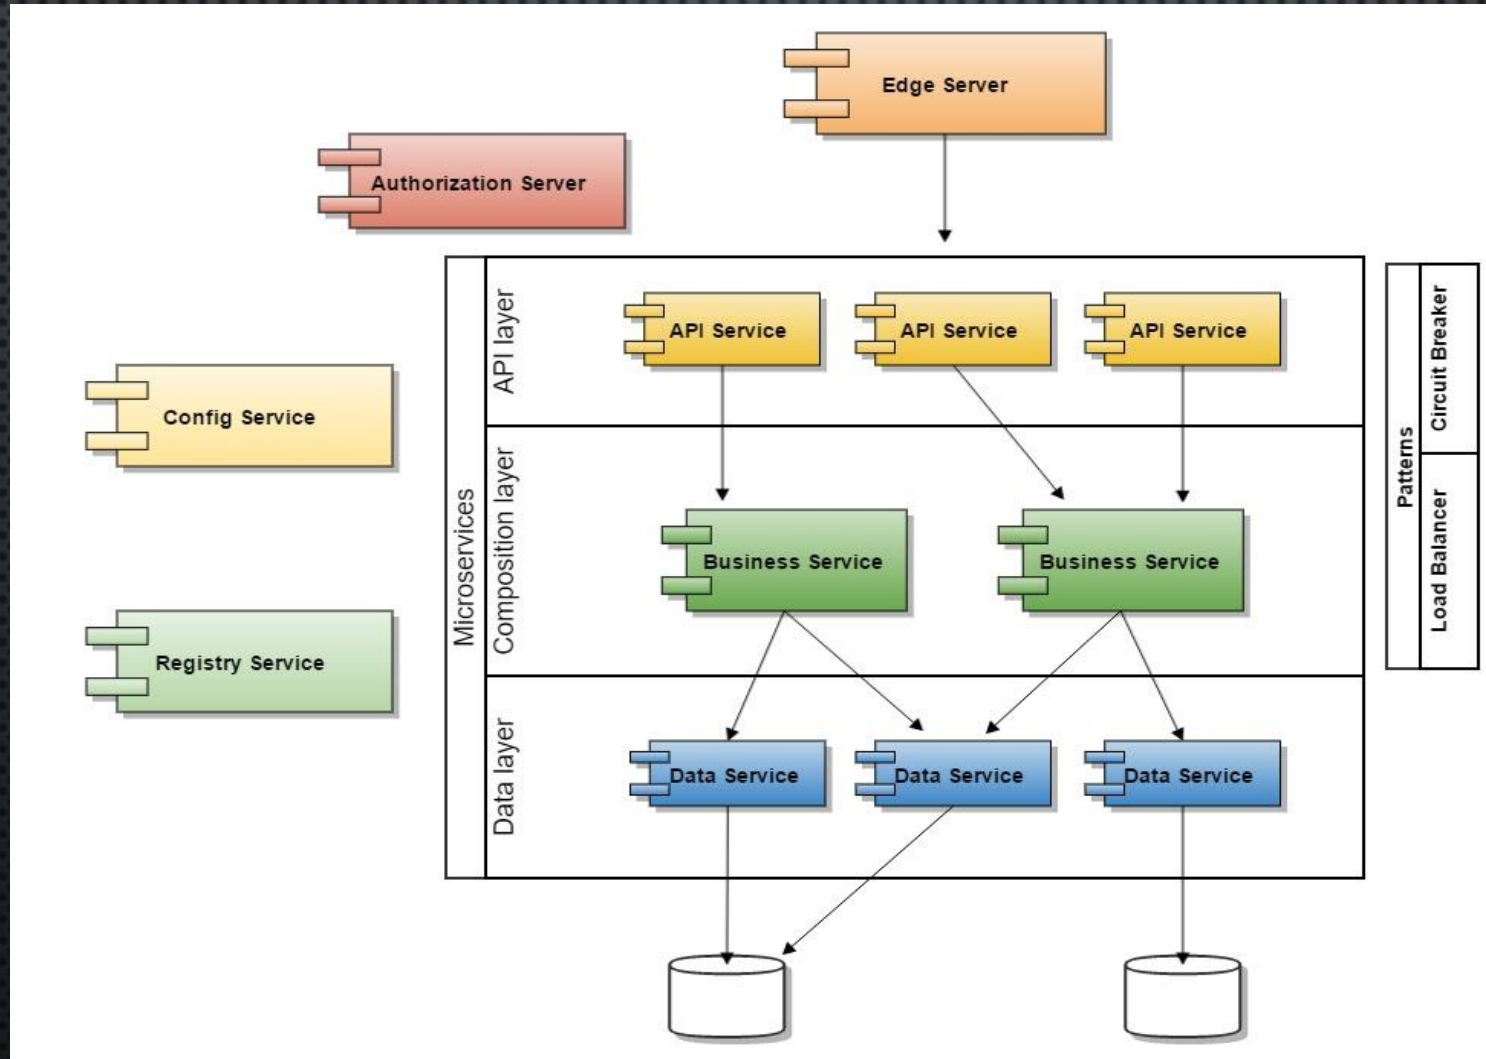 Edge Server
Authorization Server
Microservices
API layer
API Service
API Service
API Service
Patterns
Circuit Breaker
Load Balancer
Config Service
Composition layer
Business Service
Business Service
Registry Service
Data layer
Data Service
Data Service
Data Service